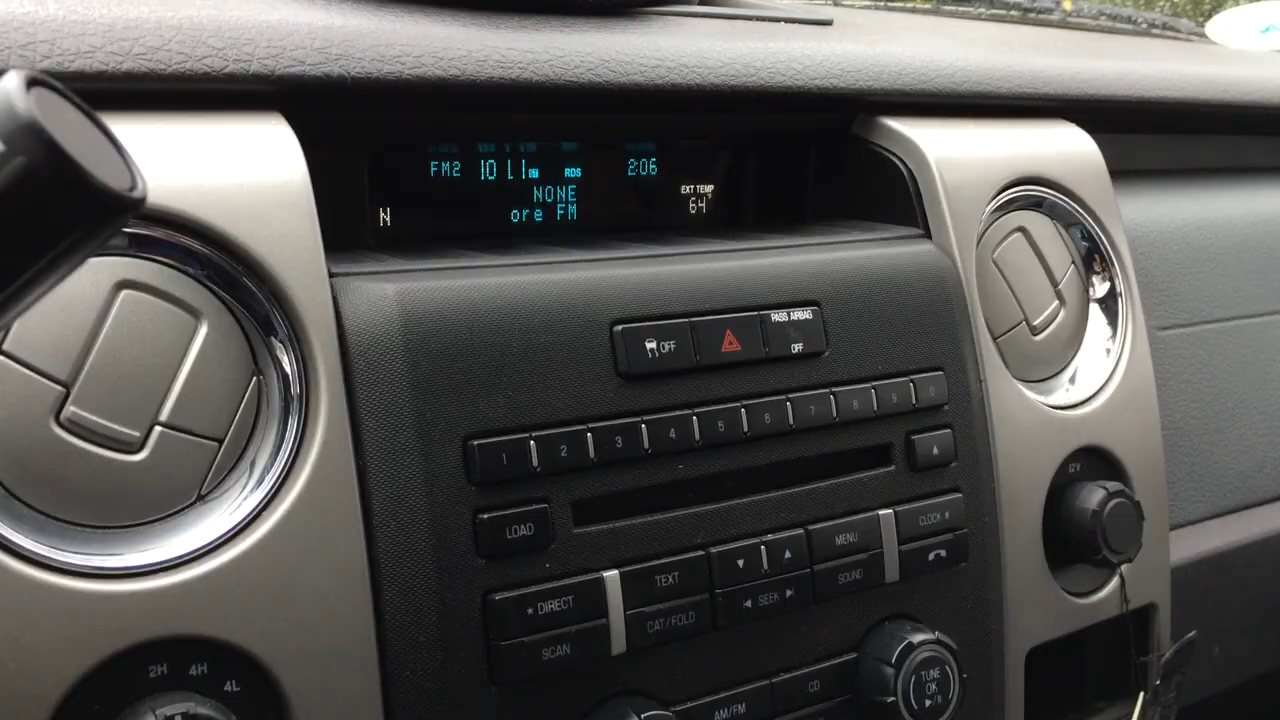 FM2 101.1 RDS 2:06
NONE
EXT TEMP
ore FM
64°F
N
OFF
PASS AIRBAG
OFF
1 2 3 4 5 6 7 8 9 0
LOAD
12V
TEXT
MENU
CLOCK
* DIRECT
CAT/FOLD
SEEK
SOUND
SCAN
2H 4H 4L
AM/FM
CD
TUNE
OK